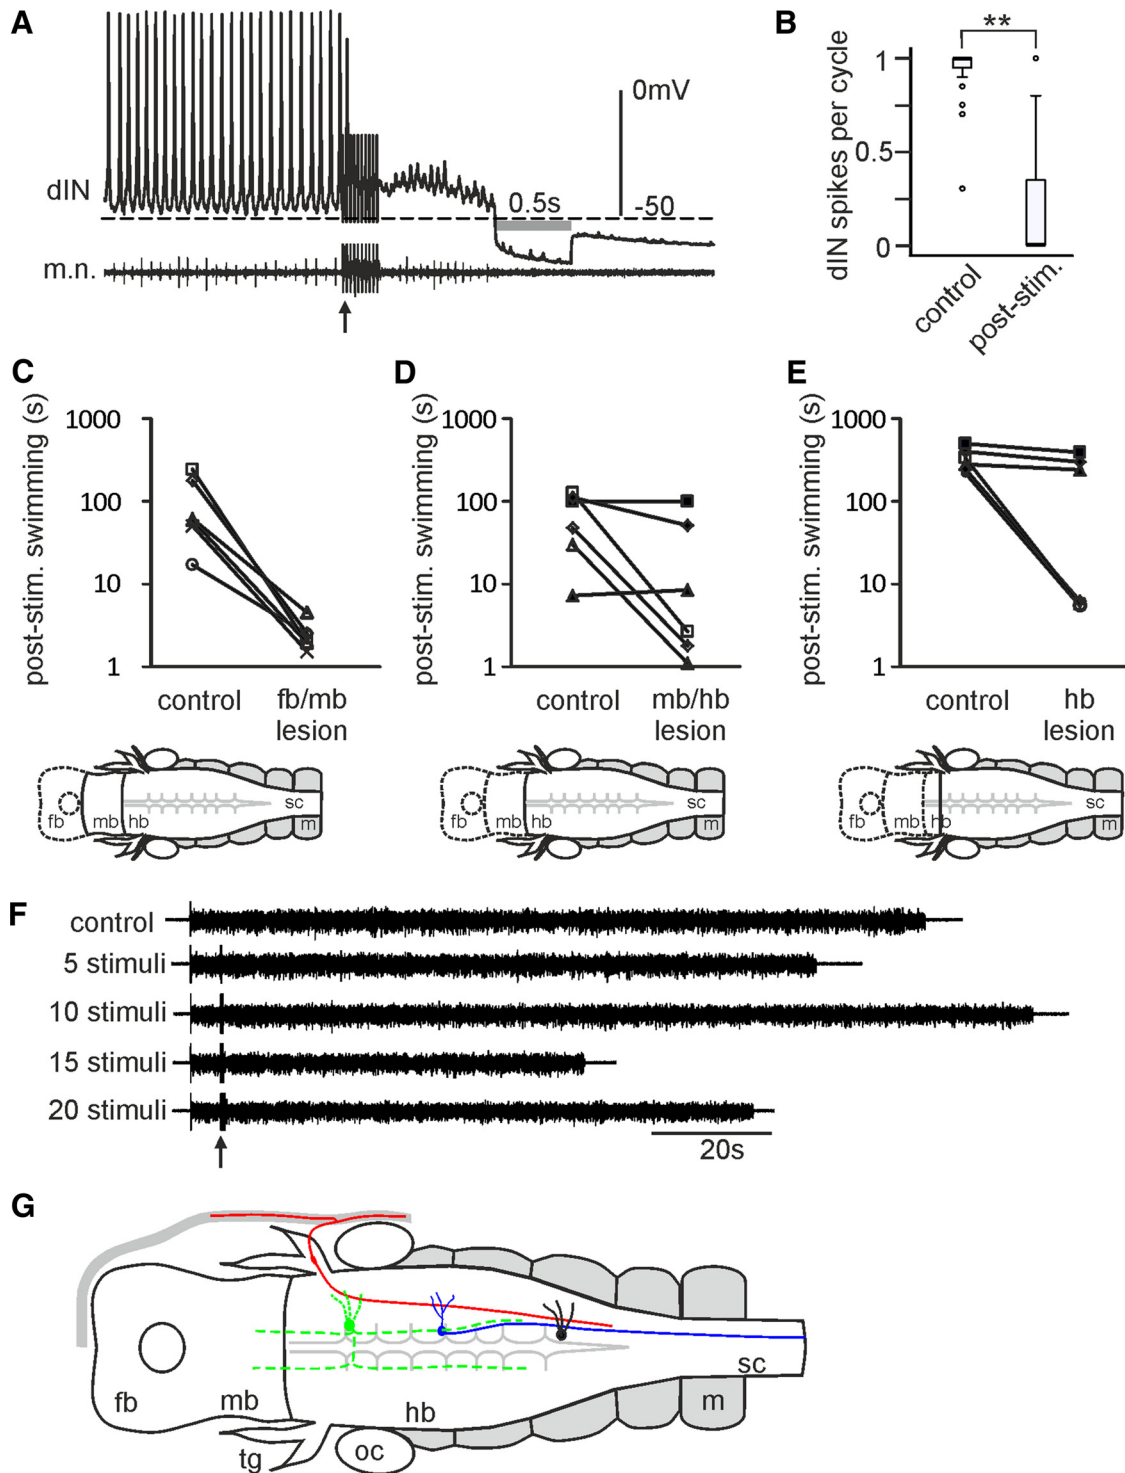 A
0mV
dIN
0.5s
-50
m.n.
B
**
dIN spikes per cycle
1
0.5
0
control
post-stim.
C
post-stim. swimming (s)
1000
100
10
1
control
fb/mb
lesion
fb
mb
hb
sc
m
D
post-stim. swimming (s)
1000
100
10
1
control
mb/hb
lesion
fb
mb
hb
sc
m
E
post-stim. swimming (s)
1000
100
10
1
control
hb
lesion
fb
mb
hb
sc
m
F
control
5 stimuli
10 stimuli
15 stimuli
20 stimuli
20s
G
fb
mb
hb
sc
m
tg
oc